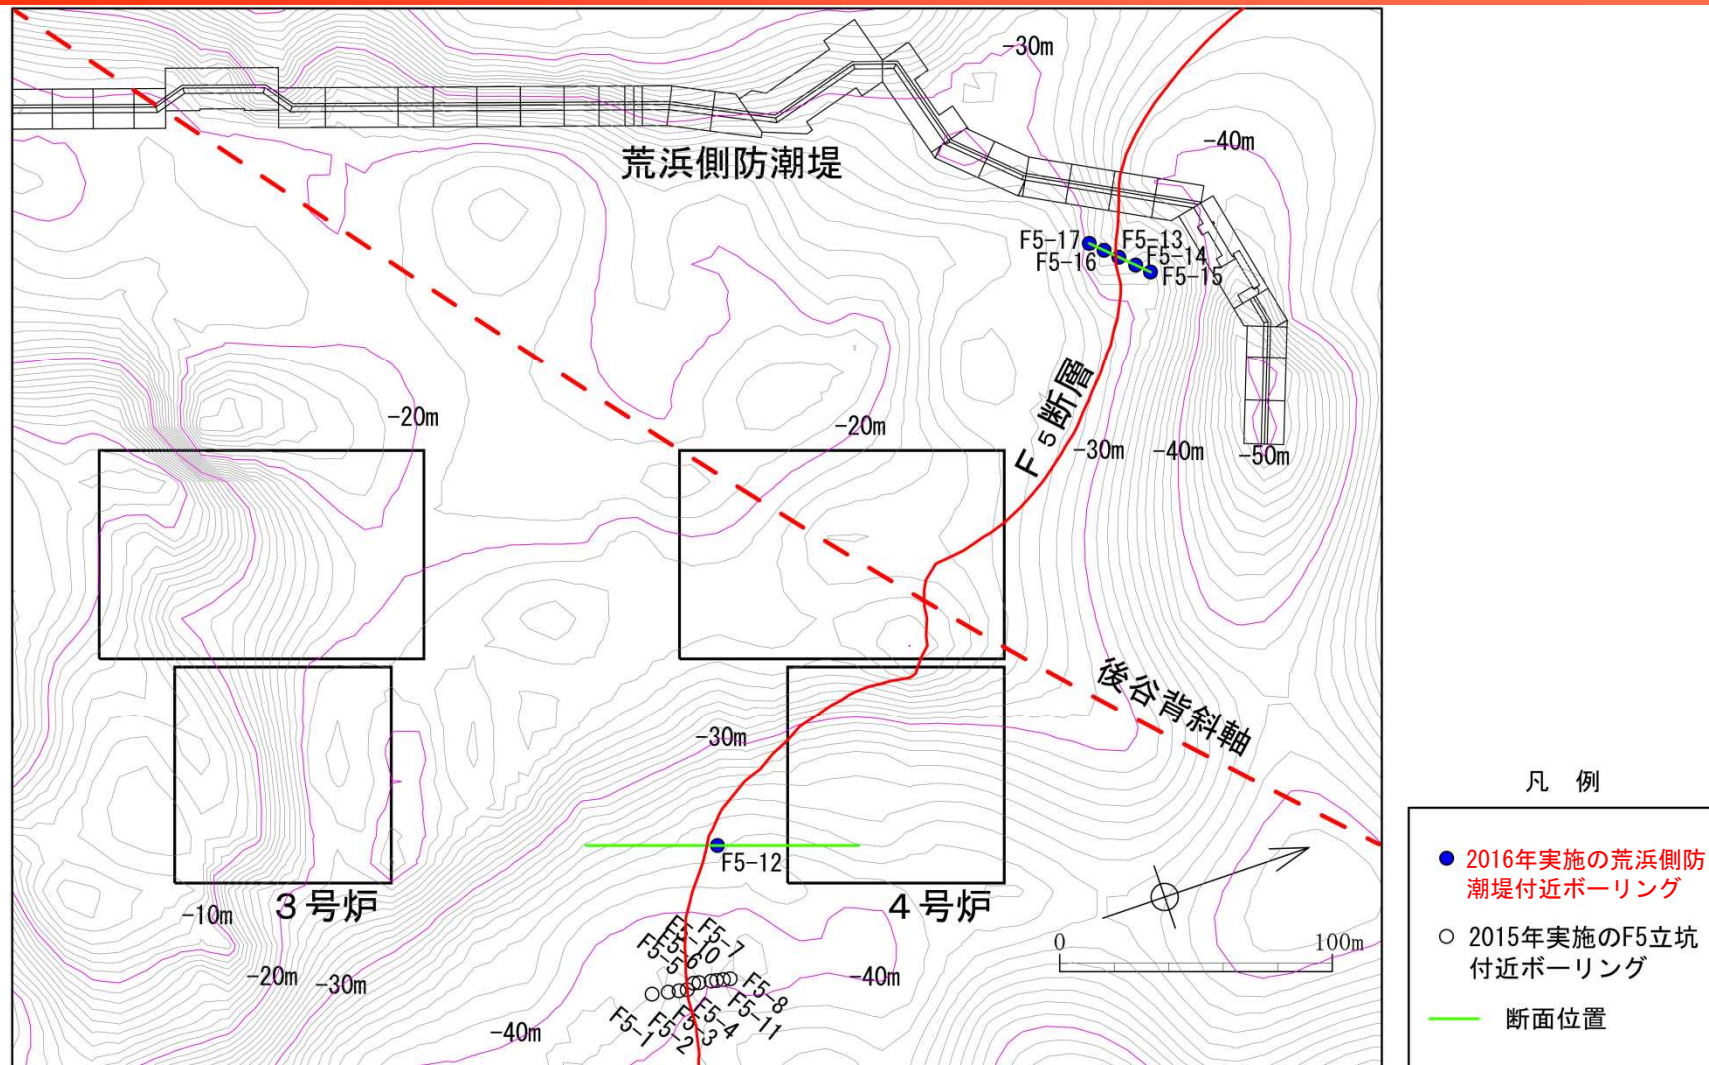 -30m
-40m
荒浜側防潮堤
F5-17
F5-13
F5-16
F5-14
F5-15
F5断層
-20m
-20m
-30m
-40m
-50m
後谷背斜軸
-30m
F5-12
3号炉
4号炉
-10m
-20m
-30m
-40m
-40m
F5-7
F5-10
F5-6
F5-5
F5-8
F5-11
F5-4
F5-3
F5-2
F5-1
0
100m
凡 例
2016年実施の荒浜側防
潮堤付近ボーリング
2015年実施のF5立坑
付近ボーリング
断面位置